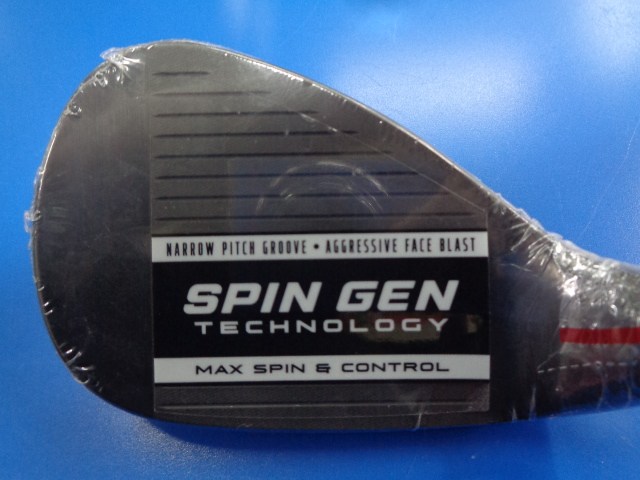 NARROW PITCH GROOVE • AGGRESSIVE FACE BLAST
SPIN GEN
TECHNOLOGY
MAX SPIN & CONTROL